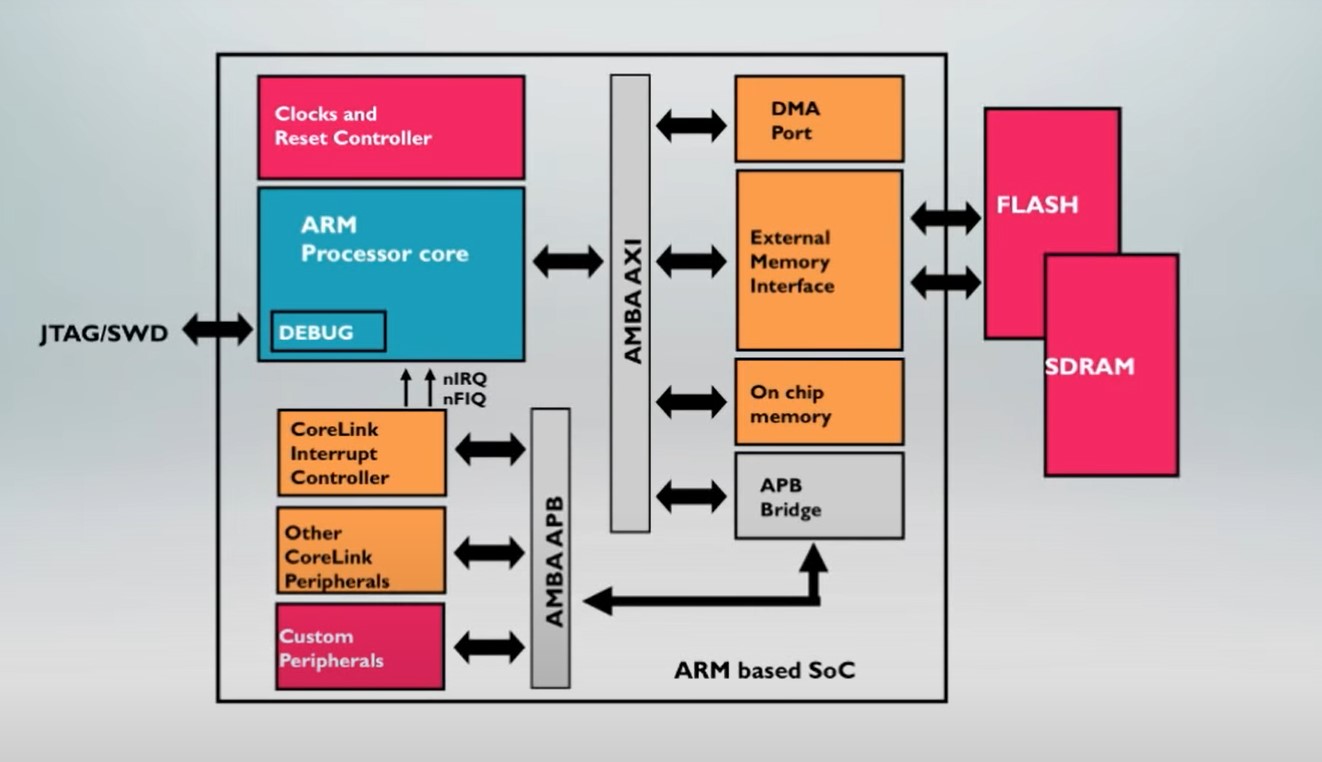 Clocks and
Reset Controller
ARM
Processor core
DEBUG
JTAG/SWD
nIRQ
nFIQ
CoreLink
Interrupt
Controller
Other
CoreLink
Peripherals
Custom
Peripherals
AMBA APB
AMBA AXI
DMA
Port
External
Memory
Interface
On chip
memory
APB
Bridge
ARM based SoC
FLASH
SDRAM